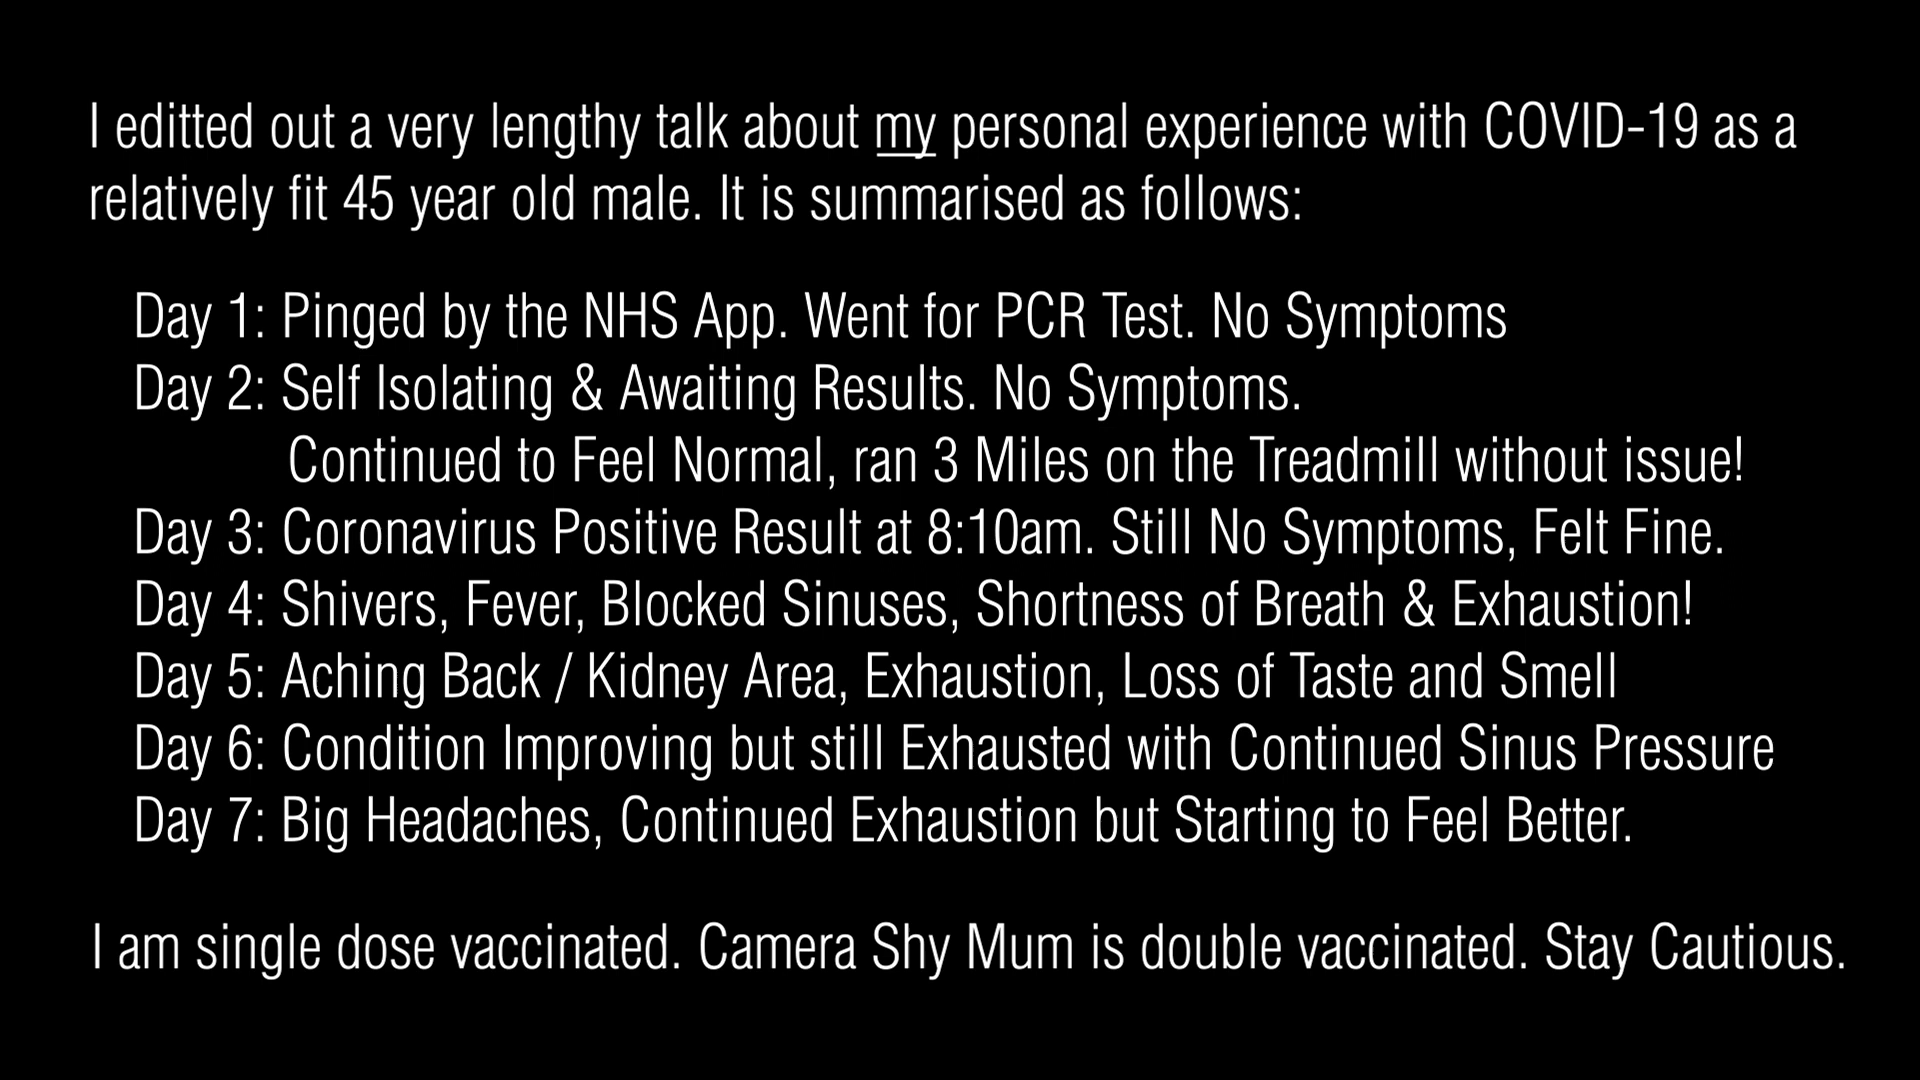 I editted out a very lengthy talk about my personal experience with COVID-19 as a
relatively fit 45 year old male. It is summarised as follows:
Day 1: Pinged by the NHS App. Went for PCR Test. No Symptoms
Day 2: Self Isolating & Awaiting Results. No Symptoms.
Continued to Feel Normal, ran 3 Miles on the Treadmill without issue!
Day 3: Coronavirus Positive Result at 8:10am. Still No Symptoms, Felt Fine.
Day 4: Shivers, Fever, Blocked Sinuses, Shortness of Breath & Exhaustion!
Day 5: Aching Back / Kidney Area, Exhaustion, Loss of Taste and Smell
Day 6: Condition Improving but still Exhausted with Continued Sinus Pressure
Day 7: Big Headaches, Continued Exhaustion but Starting to Feel Better.
I am single dose vaccinated. Camera Shy Mum is double vaccinated. Stay Cautious.